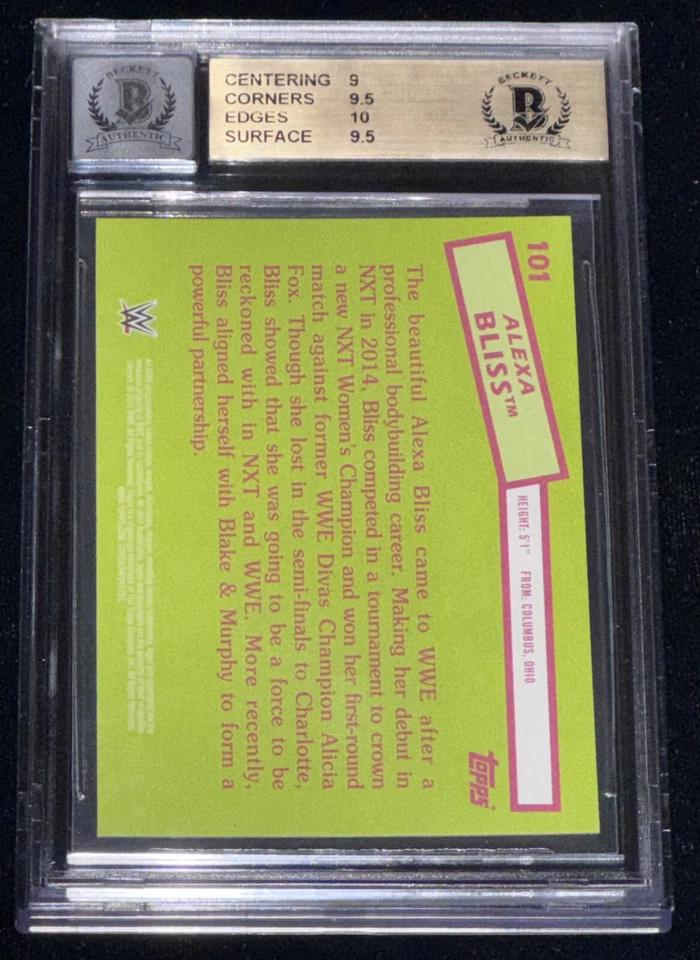 BECKETT
B
AUTHENTIC
CENTERING 9
CORNERS 9.5
EDGES 10
SURFACE 9.5
BECKETT
B
AUTHENTIC
101
ALEXA
BLISS™
HEIGHT: 5'1" FROM: COLUMBUS, OHIO
topps
The beautiful Alexa Bliss came to WWE after a
professional bodybuilding career. Making her debut in
NXT in 2014, Bliss competed in a tournament to crown
a new NXT Women's Champion and won her first-round
match against former WWE Divas Champion Alicia
Fox. Though she lost in the semi-finals to Charlotte,
Bliss showed that she was going to be a force to be
reckoned with in NXT and WWE. More recently,
Bliss aligned herself with Blake & Murphy to form a
powerful partnership.
W